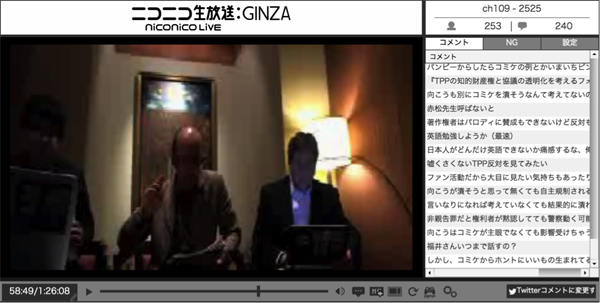 ニコニコ生放送:GINZA
niconico Live
ch109 - 2525
253 | 240
コメント NG 設定
コメント
バンビーからしたらコミケの例とかいまいちピン
『TPPの知的財産権と協議の透明化を考えるフォ
向こうも別にコミケを潰そうなんて考えてないの
赤松先生呼ばないと
著作権者はパロディに賛成もできないけど反対も
英語勉強しようか（最速）
日本人がどんだけ英語できないか痛感するな、俺
嘘くさくないTPP反対を見てみたい
ファン活動だから大目に見たい気持ちもあったり
向こうが潰そうと思って無くても自主規制される
言いなりになれば考えていなくても結果的に潰れ
非親告罪だと権利者が黙認してても警察動く可能
向こうはコミケが主眼でなくても影響受けちゃう
福井さんいつまで話すの？
しかし、コミケからホントにいいもの生まれてる
58:49/1:26:08
Twitterコメントに変更す